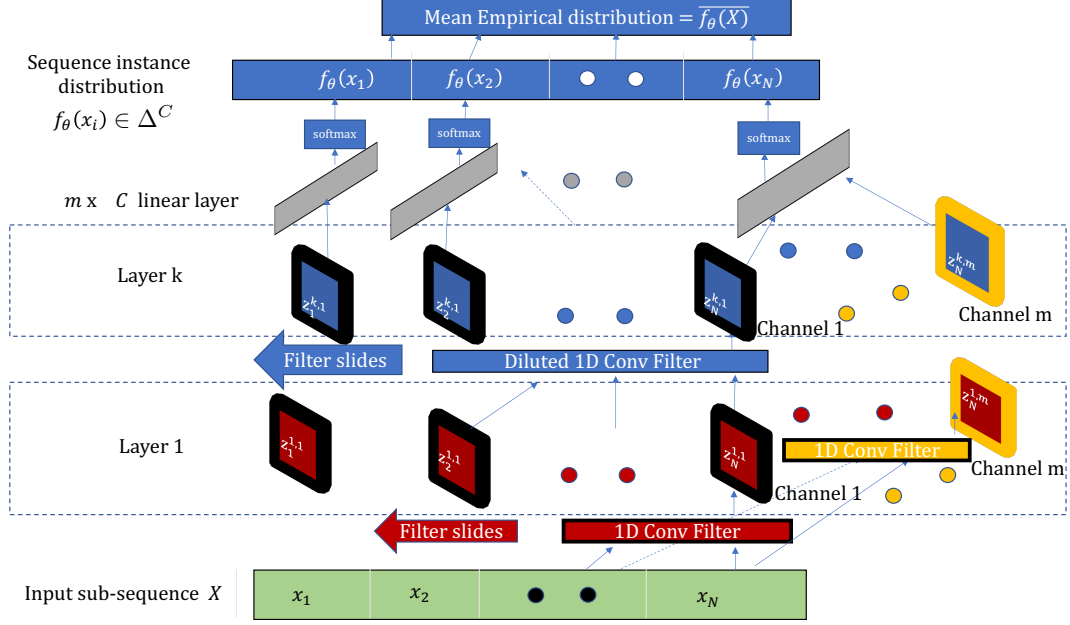 Mean Empirical distribution = $\overline{f_\theta(X)}$
Sequence instance
distribution
$f_\theta(x_i) \in \Delta^C$
$f_\theta(x_1)$ $f_\theta(x_2)$ $f_\theta(x_N)$
softmax softmax softmax
m x C linear layer
Layer k
$z_1^{k,1}$ $z_2^{k,1}$ $z_N^{k,1}$ $z_N^{k,m}$
Channel 1 Channel m
Filter slides Diluted 1D Conv Filter
Layer 1
$z_1^{1,1}$ $z_2^{1,1}$ $z_N^{1,1}$ $z_N^{1,m}$
1D Conv Filter
Channel 1 Channel m
Filter slides 1D Conv Filter
Input sub-sequence X $x_1$ $x_2$ $x_N$